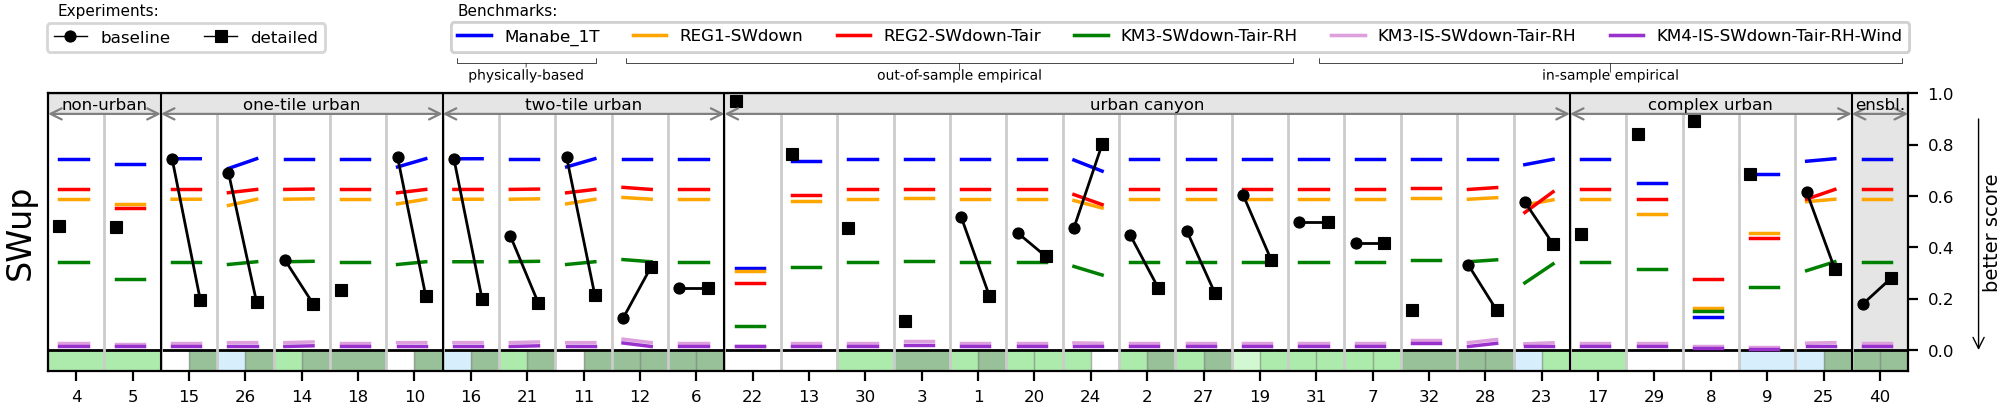 Experiments:
baseline detailed
Benchmarks:
Manabe_1T REG1-SWdown REG2-SWdown-Tair KM3-SWdown-Tair-RH KM3-IS-SWdown-Tair-RH KM4-IS-SWdown-Tair-RH-Wind
physically-based out-of-sample empirical in-sample empirical
non-urban one-tile urban two-tile urban urban canyon complex urban ensbl.
SWup
1.0
0.8
0.6
0.4
0.2
0.0
better score
4 5 15 26 14 18 10 16 21 11 12 6 22 13 30 3 1 20 24 2 27 19 31 7 32 28 23 17 29 8 9 25 40